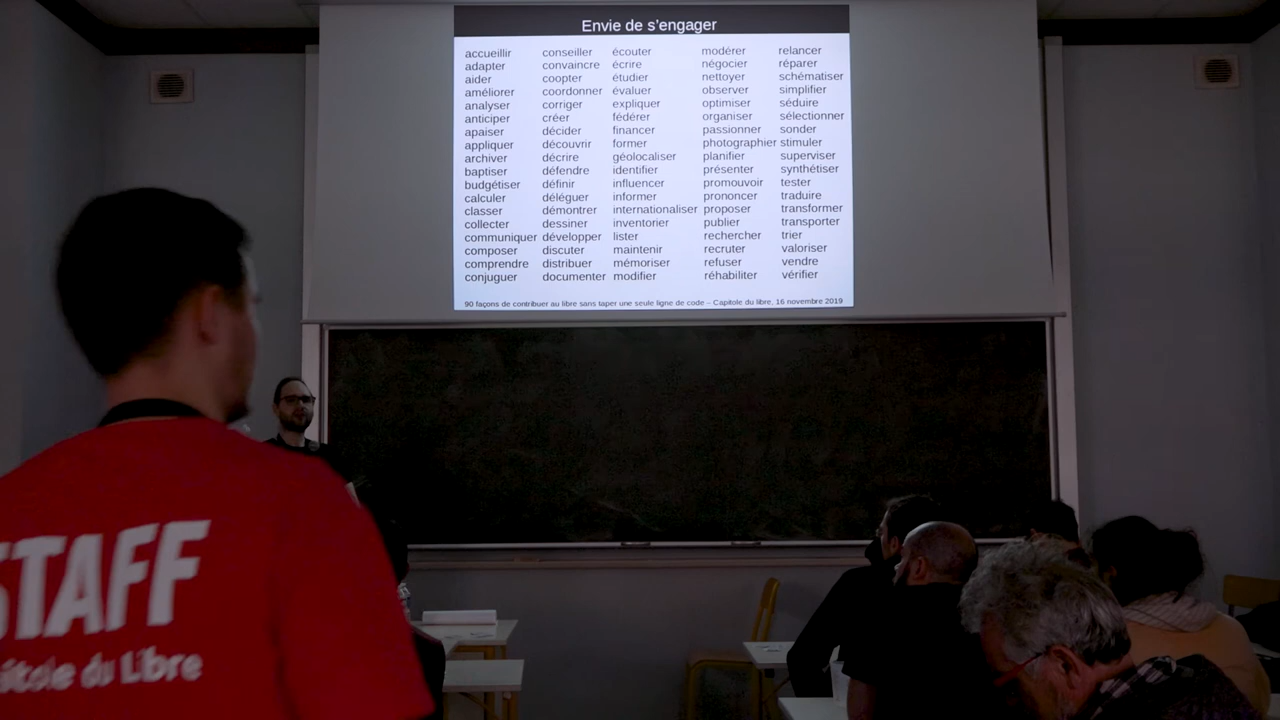 Envie de s'engager
accueillir conseiller écouter modérer relancer
adapter convaincre écrire négocier réparer
aider coopter étudier nettoyer schématiser
améliorer coordonner évaluer observer simplifier
analyser corriger expliquer optimiser séduire
anticiper créer fédérer organiser sélectionner
apaiser décider financer passionner sonder
appliquer découvrir former photographier stimuler
archiver décrire géolocaliser planifier superviser
baptiser défendre identifier présenter synthétiser
budgétiser définir influencer promouvoir tester
calculer déléguer informer prononcer traduire
classer démontrer internationaliser proposer transformer
collecter dessiner inventorier publier transporter
communiquer développer lister rechercher trier
composer discuter maintenir recruter valoriser
comprendre distribuer mémoriser refuser vendre
conjuguer documenter modifier réhabiliter vérifier
90 façons de contribuer au libre sans taper une seule ligne de code – Capitole du libre, 16 novembre 2019
STAFF
itole du Libre